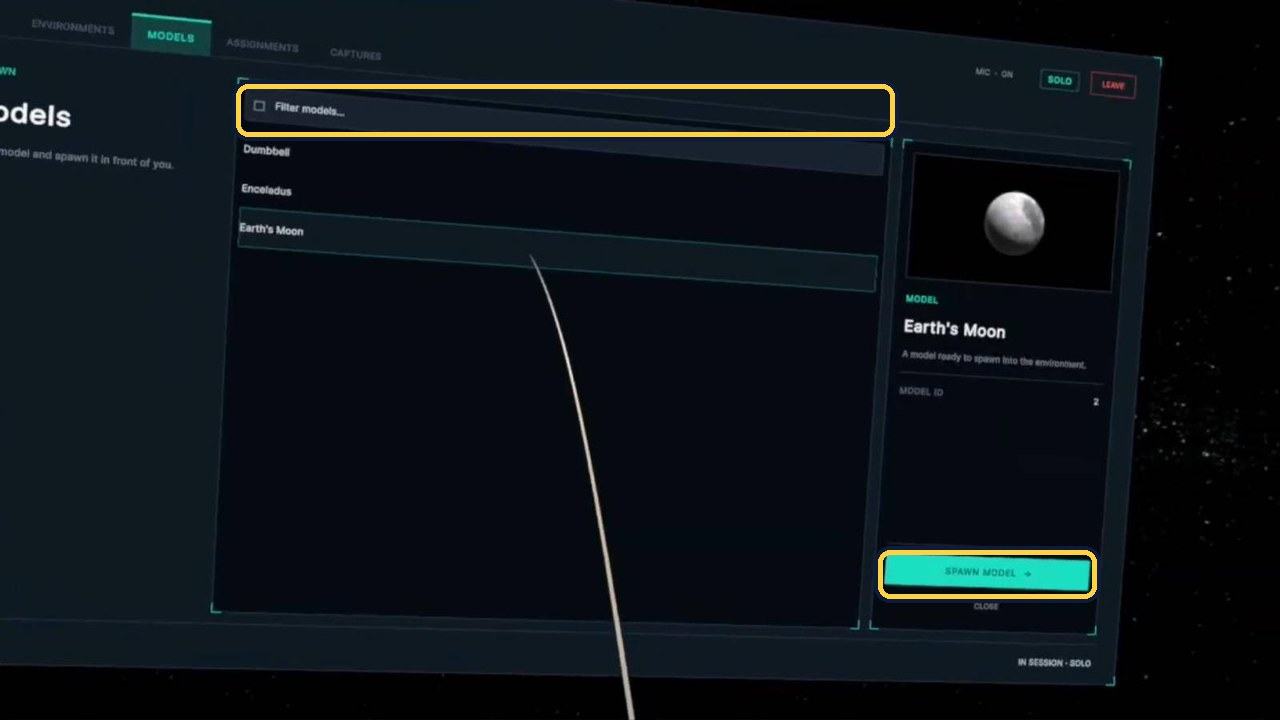 ENVIRONMENTS
MODELS
ASSIGNMENTS
CAPTURES
MIC - ON
SOLO
LEAVE
WN
odels
model and spawn it in front of you.
Filter models...
Dumbbell
Enceladus
Earth's Moon
MODEL
Earth's Moon
A model ready to spawn into the environment.
MODEL ID
2
SPAWN MODEL →
CLOSE
IN SESSION - SOLO